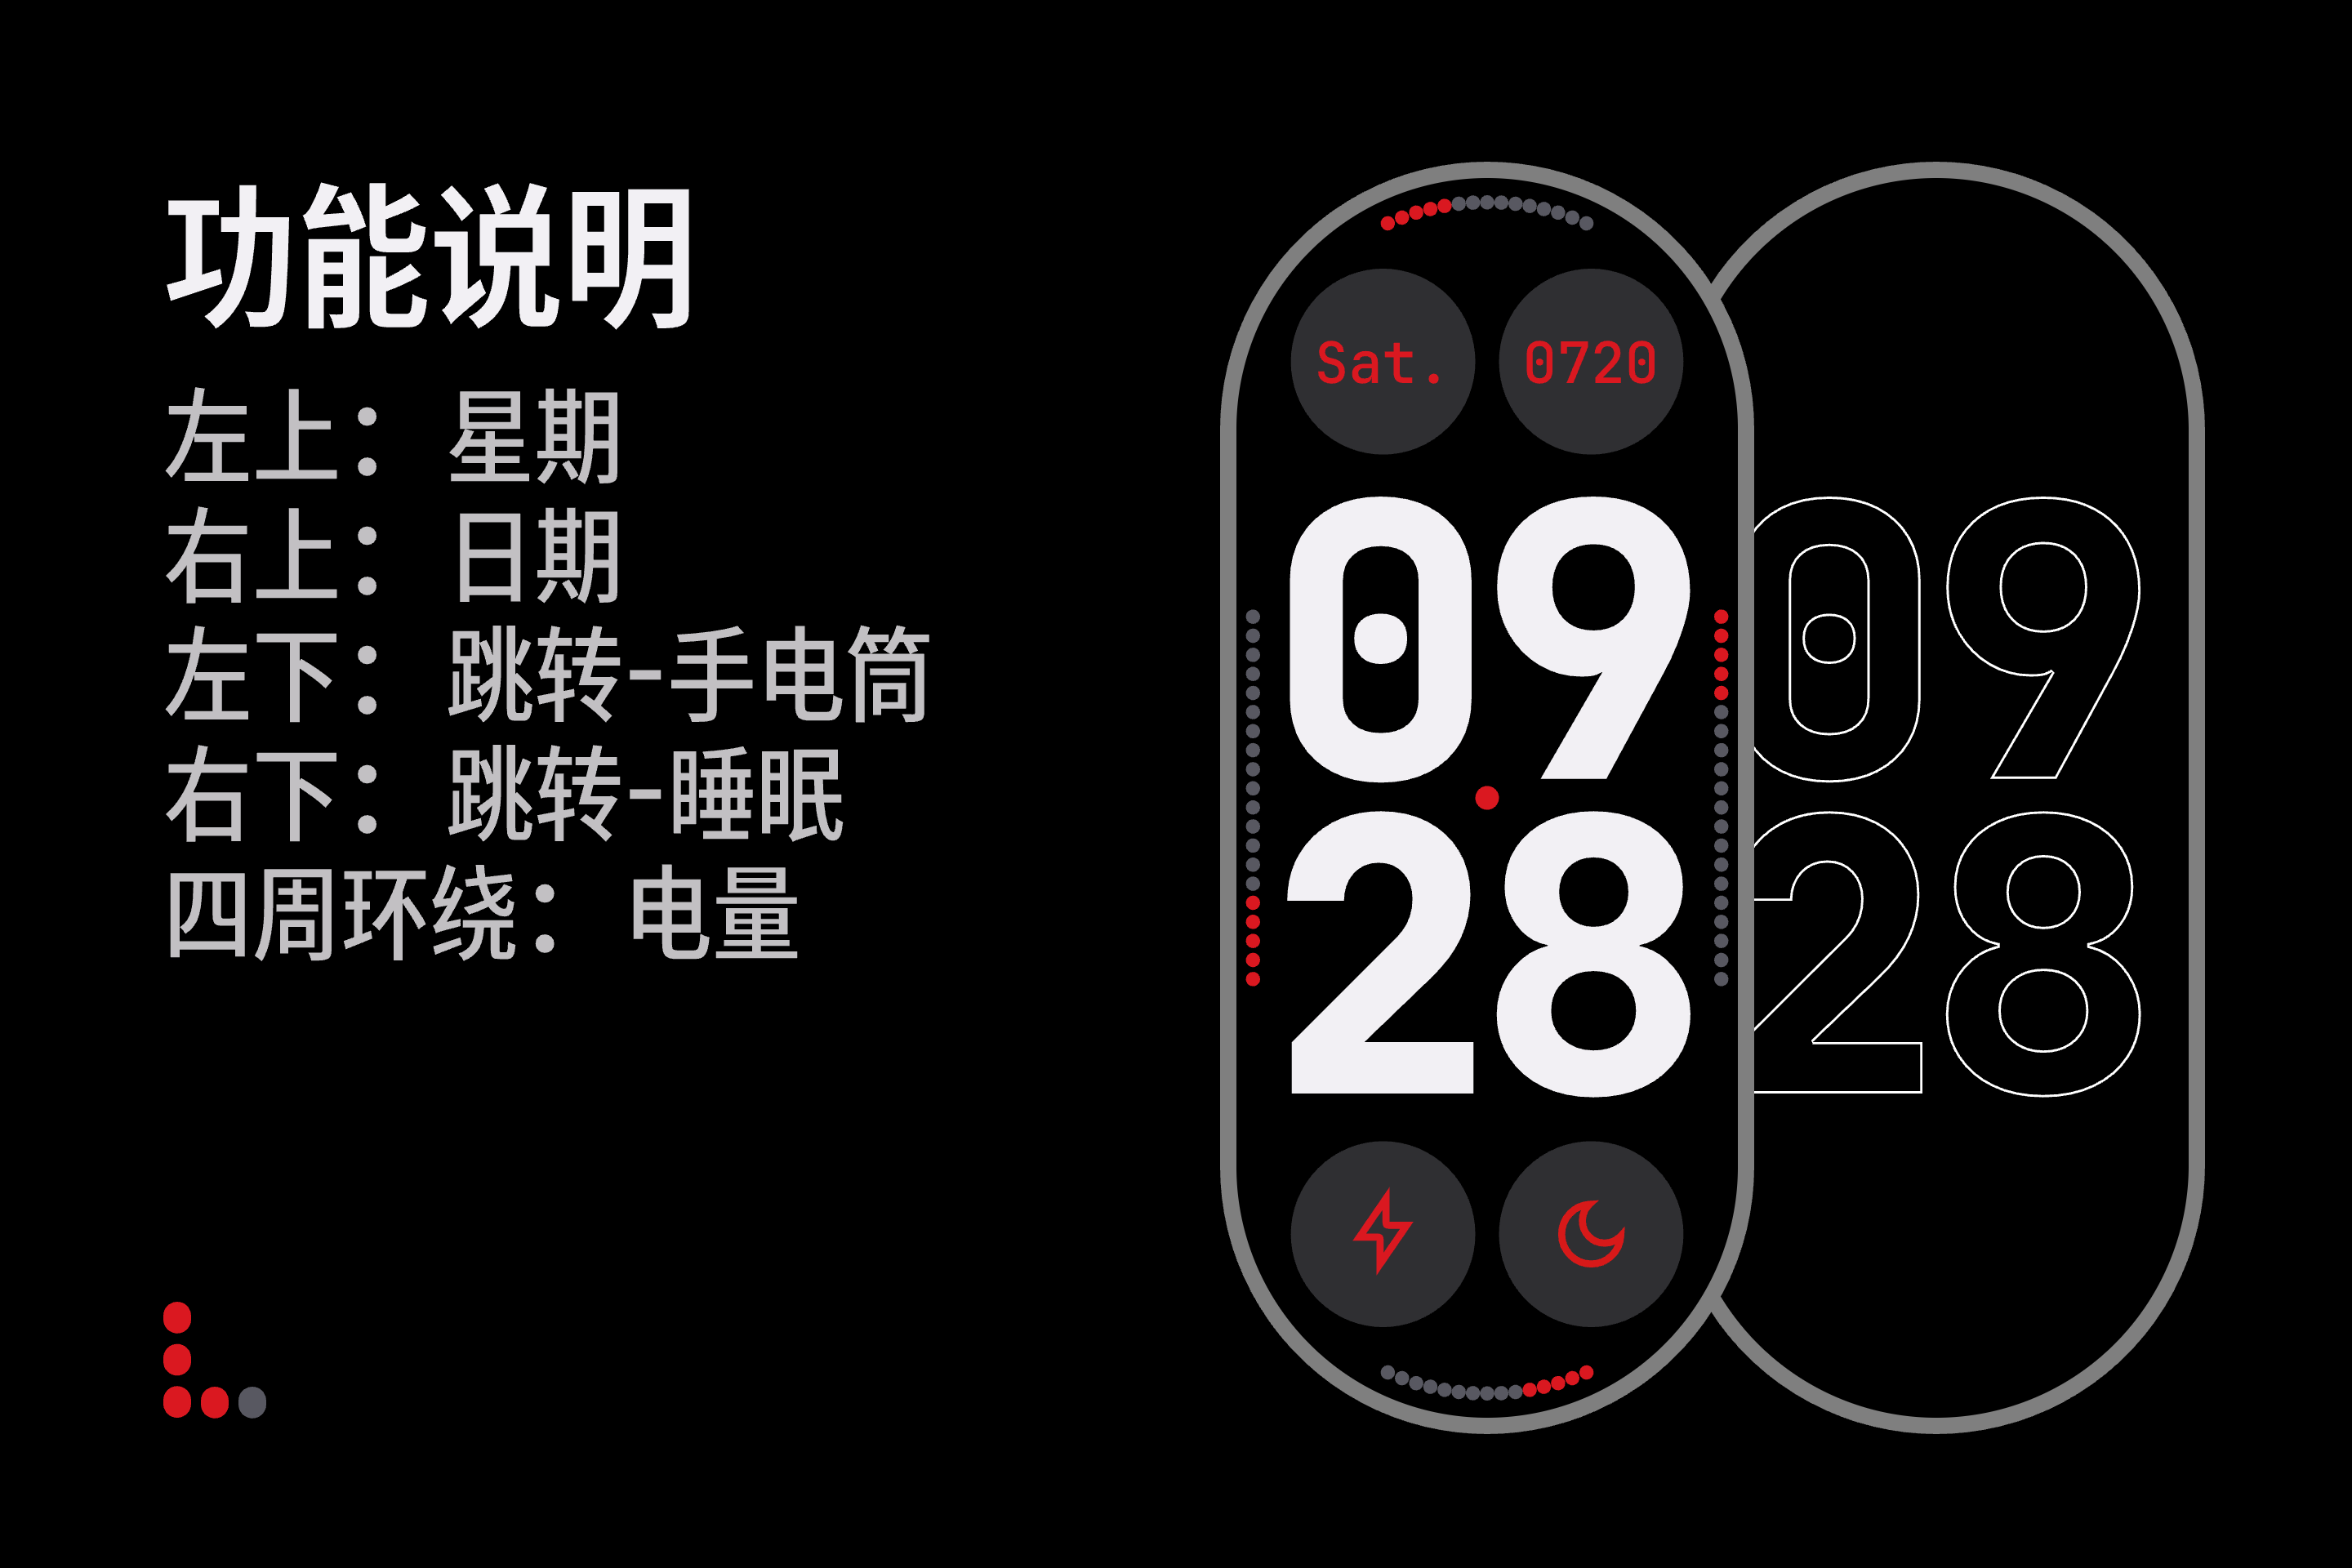 功能说明
左上： 星期
右上： 日期
左下： 跳转-手电筒
右下： 跳转-睡眠
四周环绕： 电量
Sat. 0720
09
28
09
28